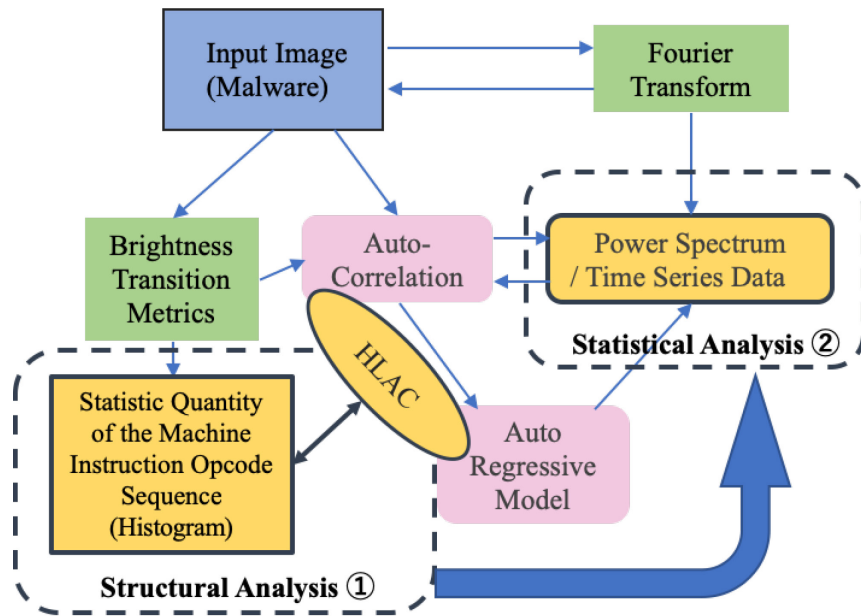 Input Image
(Malware)
Fourier
Transform
Brightness
Transition
Metrics
Auto-
Correlation
Power Spectrum
/ Time Series Data
Statistical Analysis ②
HLAC
Statistic Quantity
of the Machine
Instruction Opcode
Sequence
(Histogram)
Auto
Regressive
Model
Structural Analysis ①